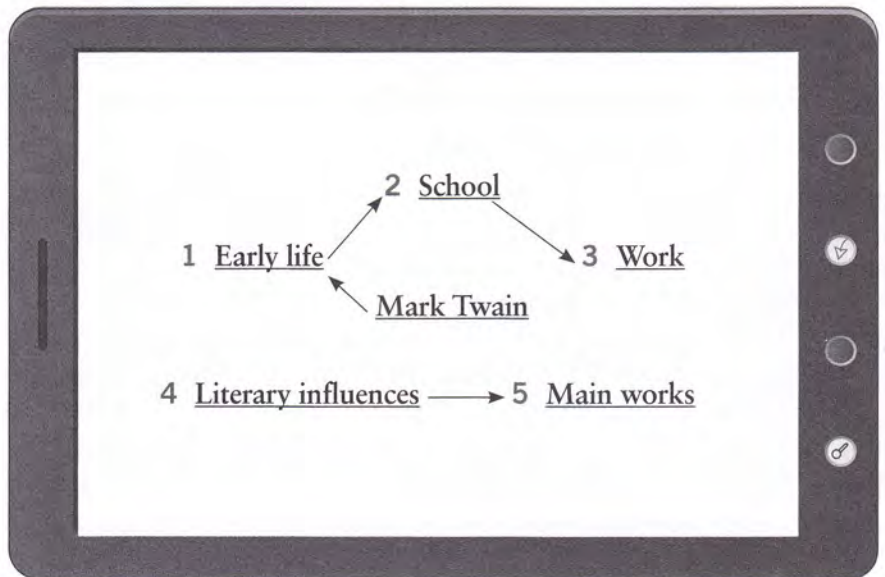 2 School
1 Early life
3 Work
Mark Twain
4 Literary influences
5 Main works